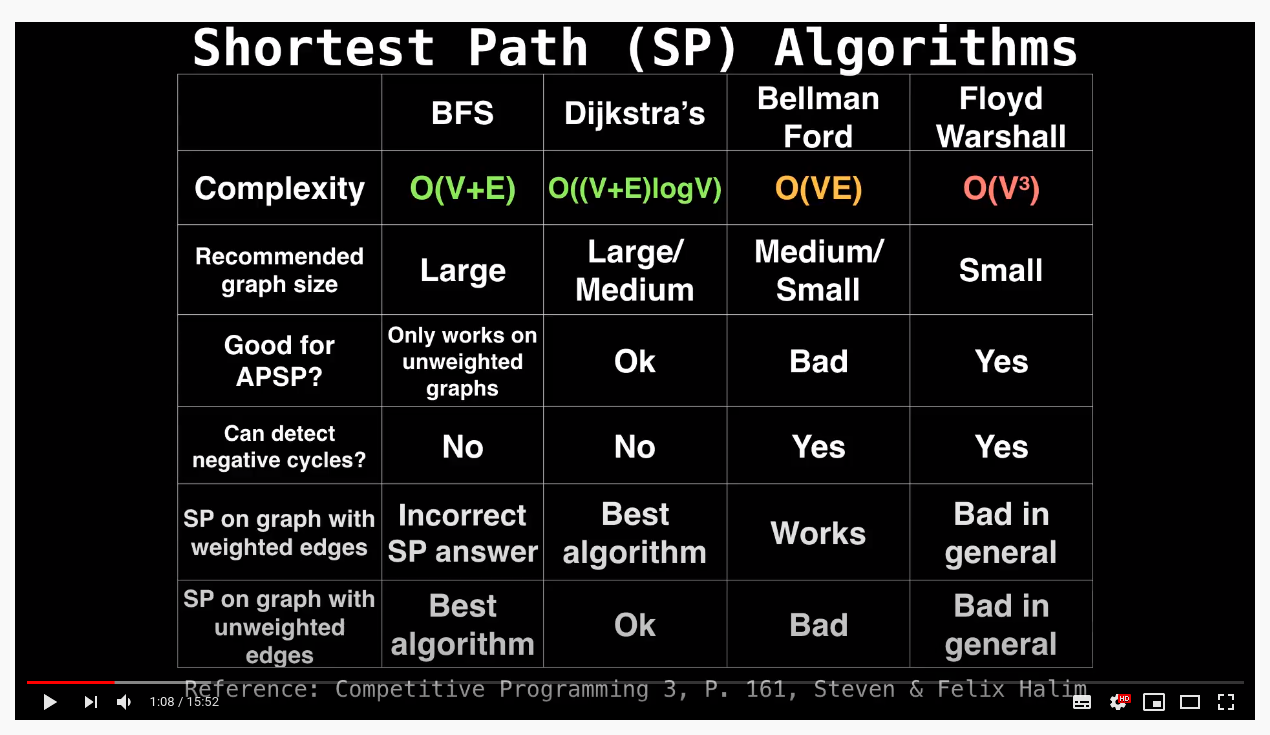 Shortest Path (SP) Algorithms
BFS
Dijkstra's
Bellman
Ford
Floyd
Warshall
Complexity
O(V+E)
O((V+E)logV)
O(VE)
O(V³)
Recommended
graph size
Large
Large/
Medium
Medium/
Small
Small
Good for
APSP?
Only works on
unweighted
graphs
Ok
Bad
Yes
Can detect
negative cycles?
No
No
Yes
Yes
SP on graph with
weighted edges
Incorrect
SP answer
Best
algorithm
Works
Bad in
general
SP on graph with
unweighted
edges
Best
algorithm
Ok
Bad
Bad in
general
Reference: Competitive Programming 3, P. 161, Steven & Felix Halim
1:08 / 15:52
HD